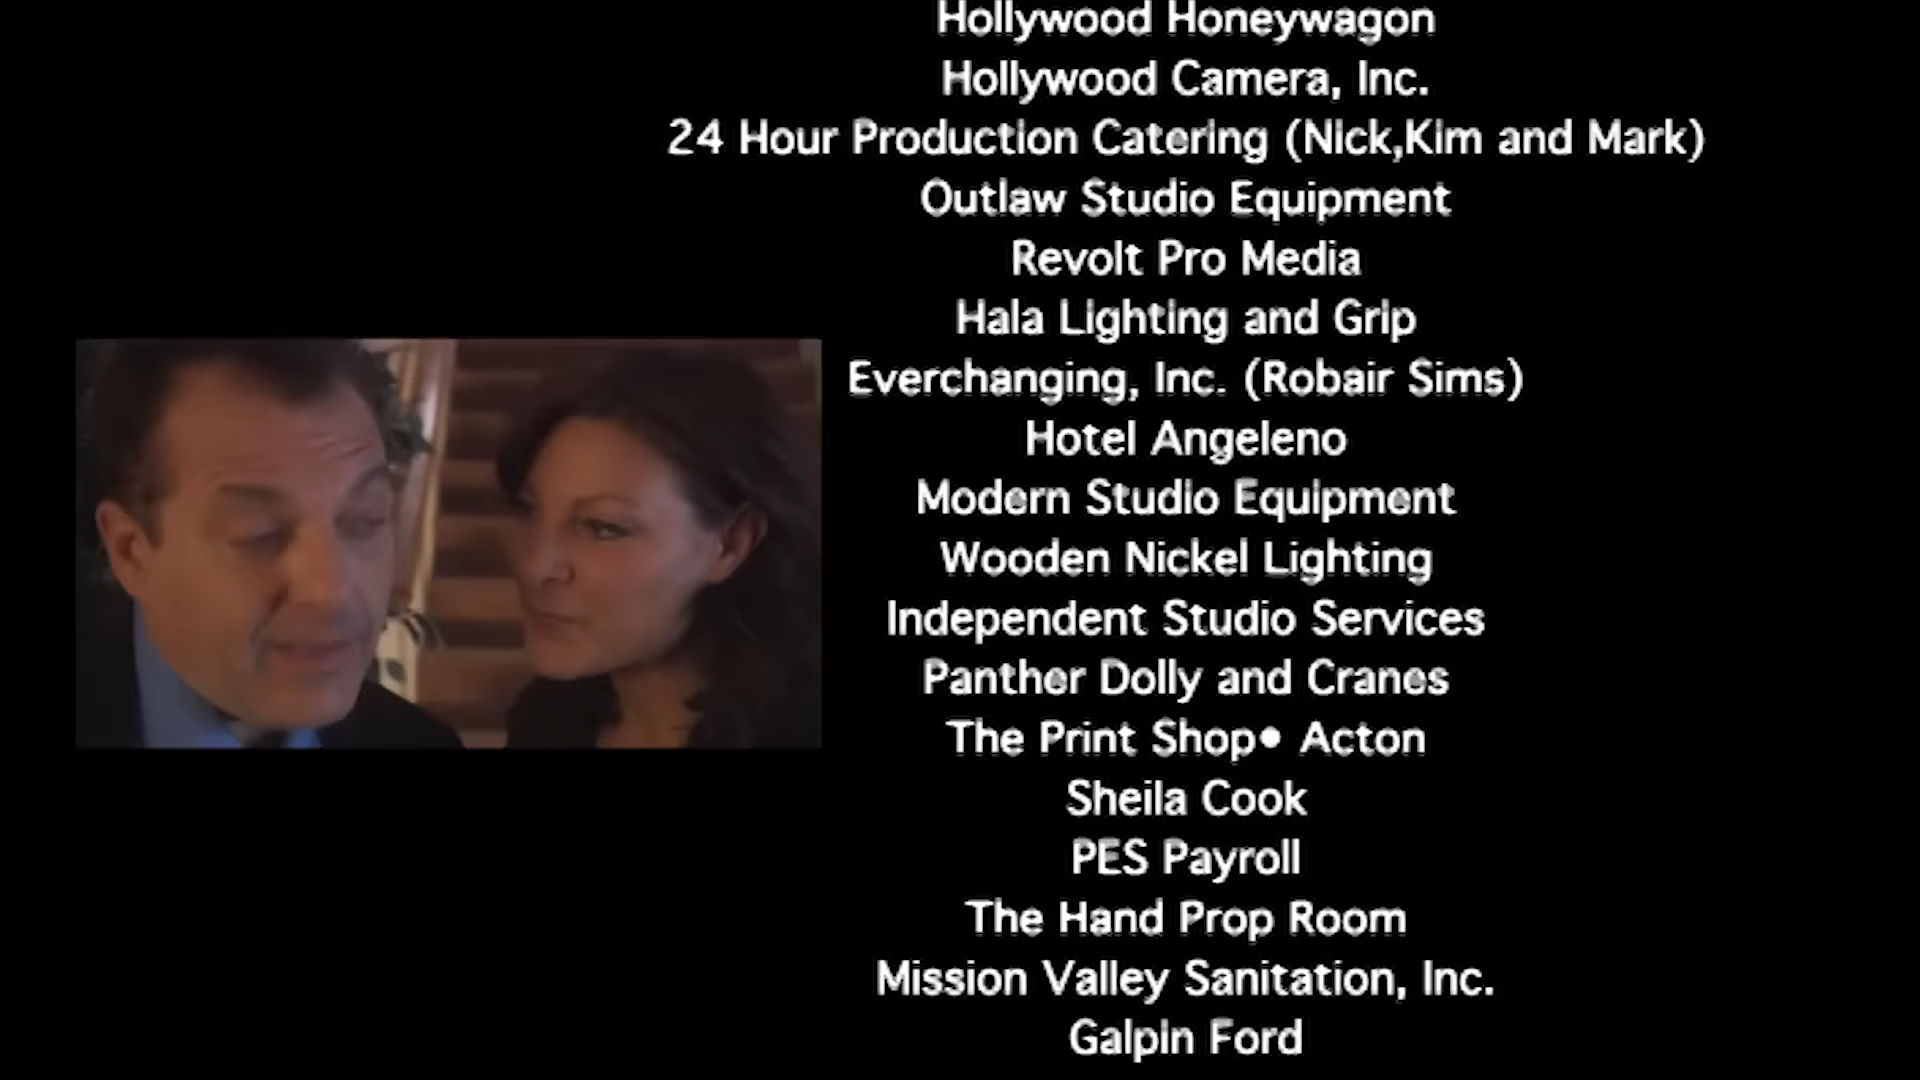 Hollywood Honeywagon
Hollywood Camera, Inc.
24 Hour Production Catering (Nick,Kim and Mark)
Outlaw Studio Equipment
Revolt Pro Media
Hala Lighting and Grip
Everchanging, Inc. (Robair Sims)
Hotel Angeleno
Modern Studio Equipment
Wooden Nickel Lighting
Independent Studio Services
Panther Dolly and Cranes
The Print Shop• Acton
Sheila Cook
PES Payroll
The Hand Prop Room
Mission Valley Sanitation, Inc.
Galpin Ford